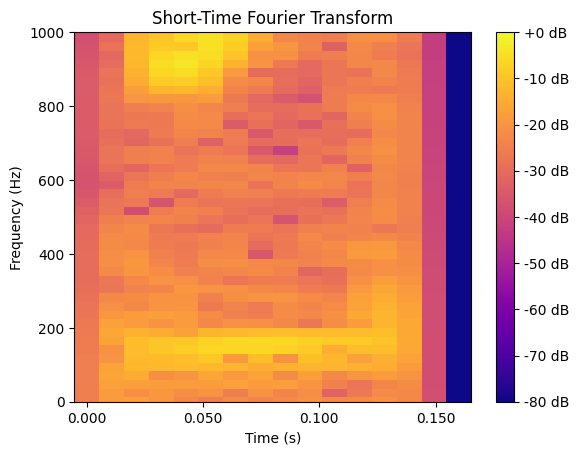 Short-Time Fourier Transform
1000
800
600
400
200
0
Frequency (Hz)
0.000
0.050
0.100
0.150
Time (s)
+0 dB
-10 dB
-20 dB
-30 dB
-40 dB
-50 dB
-60 dB
-70 dB
-80 dB